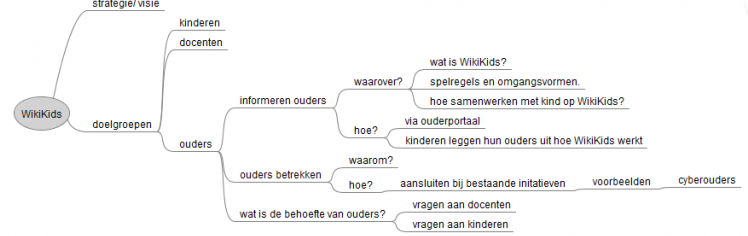 strategie/visie
kinderen
docenten
WikiKids
doelgroepen
ouders
informeren ouders
waarover?
wat is WikiKids?
spelregels en omgangsvormen.
hoe samenwerken met kind op WikiKids?
hoe?
via ouderportaal
kinderen leggen hun ouders uit hoe WikiKids werkt
ouders betrekken
waarom?
hoe?
aansluiten bij bestaande initatieven
voorbeelden
cyberouders
wat is de behoefte van ouders?
vragen aan docenten
vragen aan kinderen